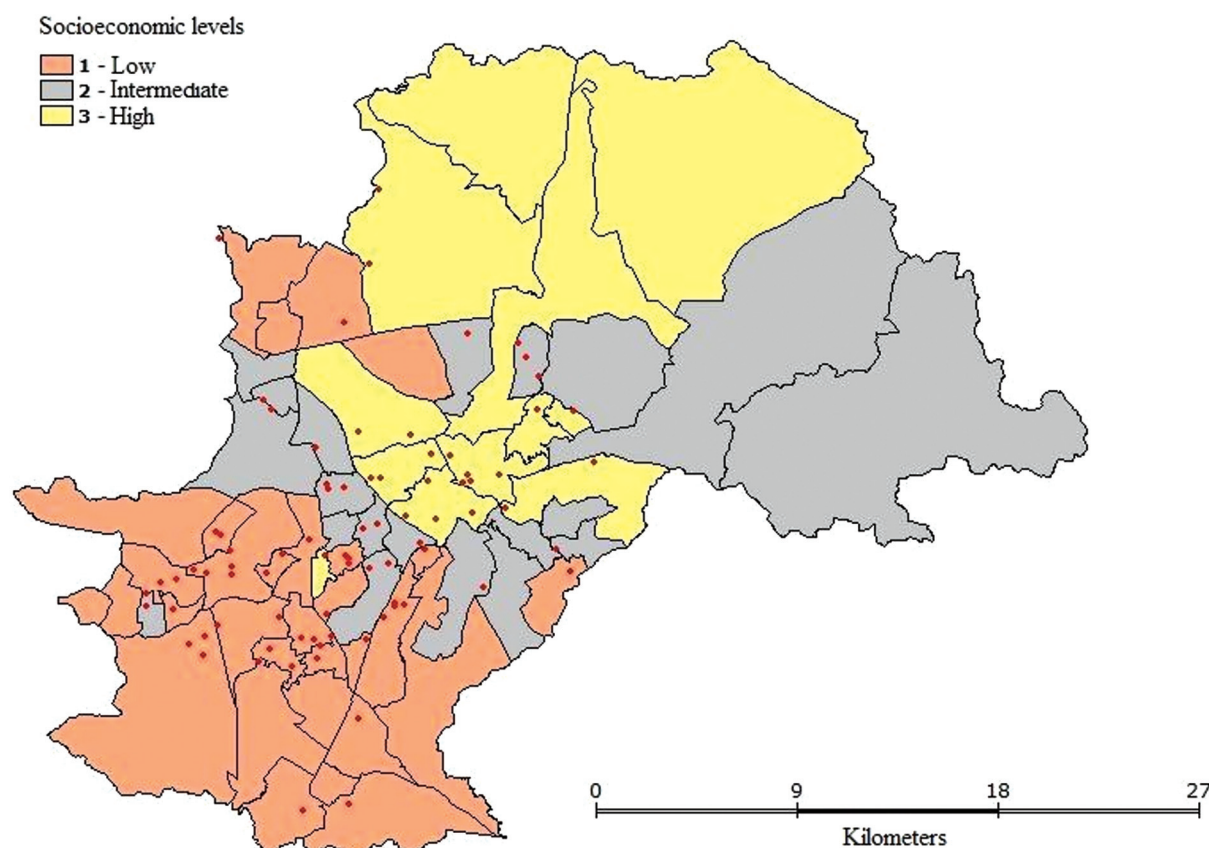 Socioeconomic levels
1 - Low
2 - Intermediate
3 - High
0 9 18 27
Kilometers